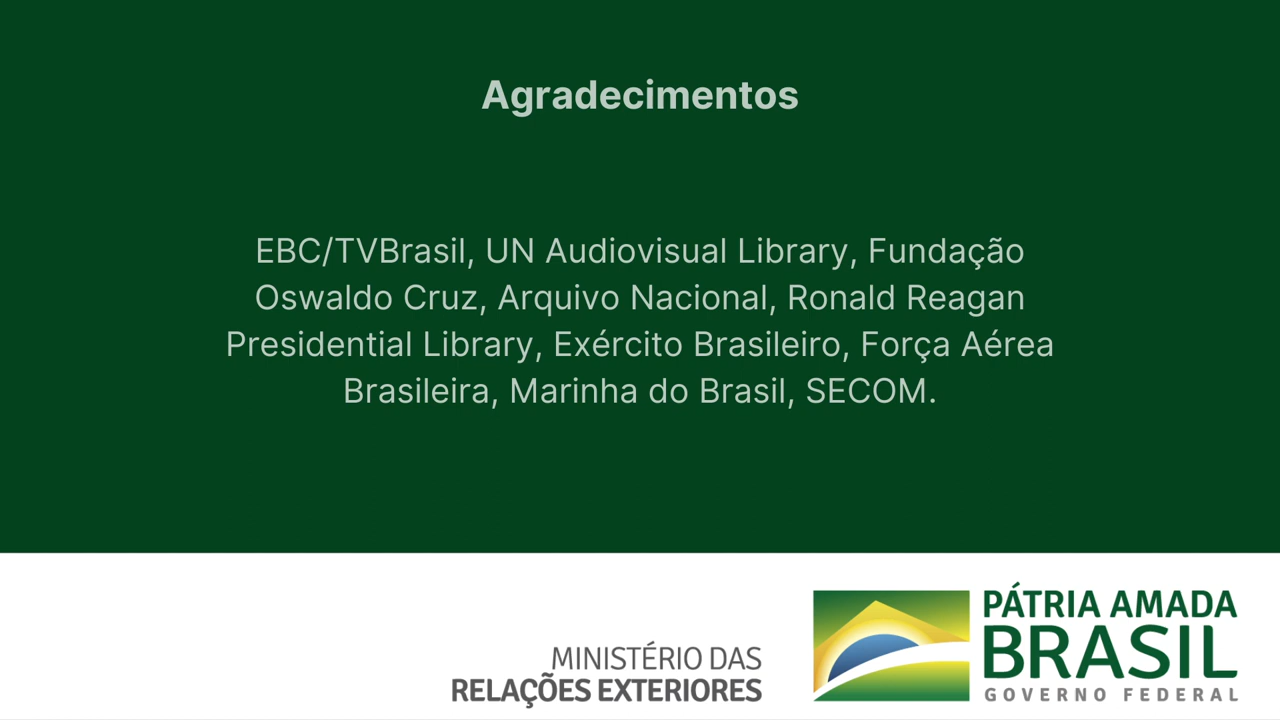 Agradecimentos
EBC/TVBrasil, UN Audiovisual Library, Fundação
Oswaldo Cruz, Arquivo Nacional, Ronald Reagan
Presidential Library, Exército Brasileiro, Força Aérea
Brasileira, Marinha do Brasil, SECOM.
MINISTÉRIO DAS
RELAÇÕES EXTERIORES
PÁTRIA AMADA
BRASIL
GOVERNO FEDERAL